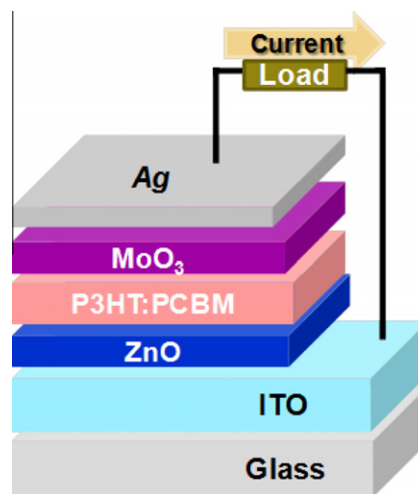 Current
Load
Ag
MoO₃
P3HT:PCBM
ZnO
ITO
Glass